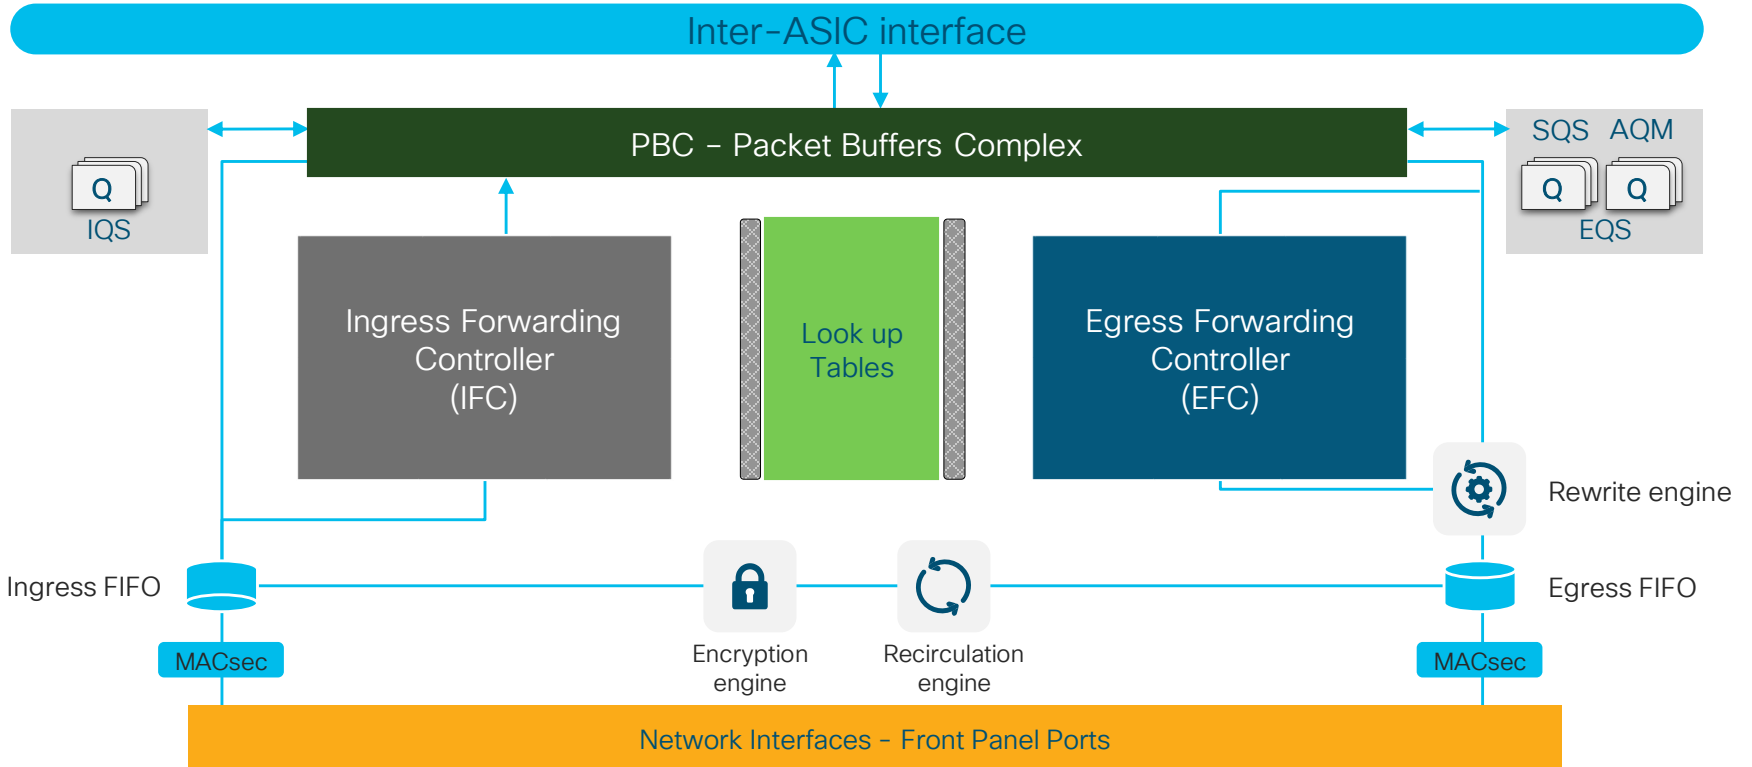 Inter-ASIC interface
PBC - Packet Buffers Complex
Q
IQS
SQS AQM
Q Q
EQS
Ingress Forwarding
Controller
(IFC)
Look up
Tables
Egress Forwarding
Controller
(EFC)
Rewrite engine
Ingress FIFO
Egress FIFO
Encryption
engine
Recirculation
engine
MACsec
MACsec
Network Interfaces - Front Panel Ports